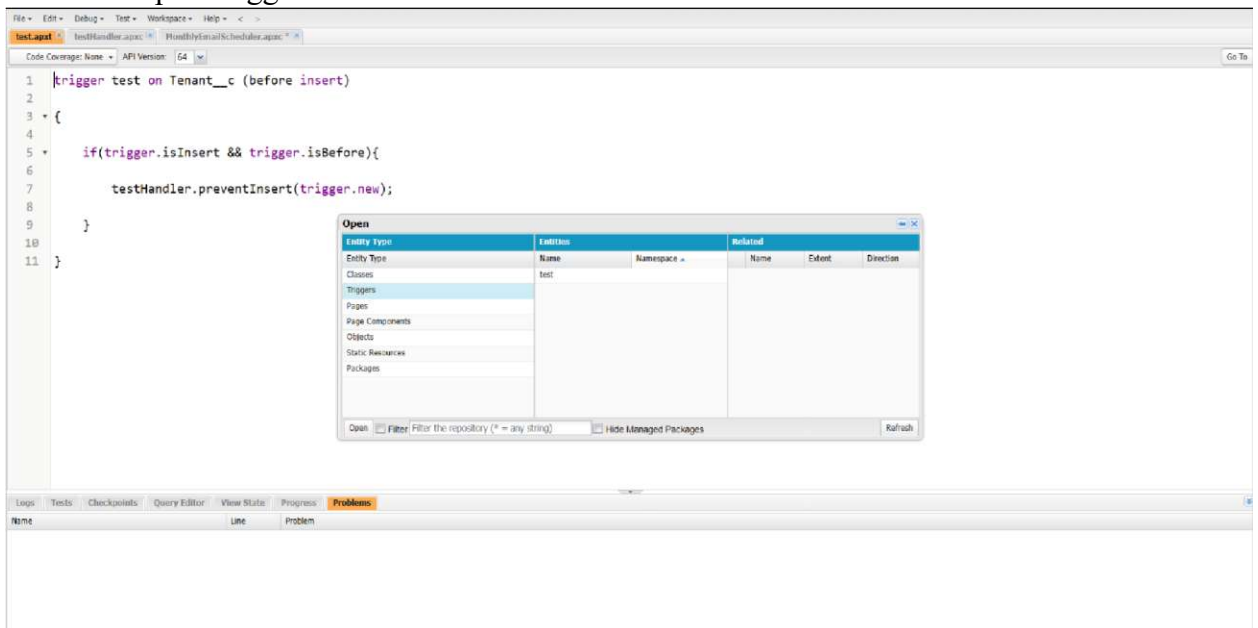 File Edit Debug Test Workspace Help < >
test.apxt testHandler.apxc MonthlyEmailScheduler.apxc *
Code Coverage: None API Version: 64 Go To
1 trigger test on Tenant__c (before insert)
2
3 {
4
5 if(trigger.isInsert && trigger.isBefore){
6
7 testHandler.preventInsert(trigger.new);
8
9 }
10
11 }
Open
Entity Type Entities Related
Entity Type Name Namespace Name Extent Direction
Classes test
Triggers
Pages
Page Components
Objects
Static Resources
Packages
Open Filter Filter the repository (* = any string) Hide Managed Packages Refresh
Logs Tests Checkpoints Query Editor View State Progress Problems
Name Line Problem